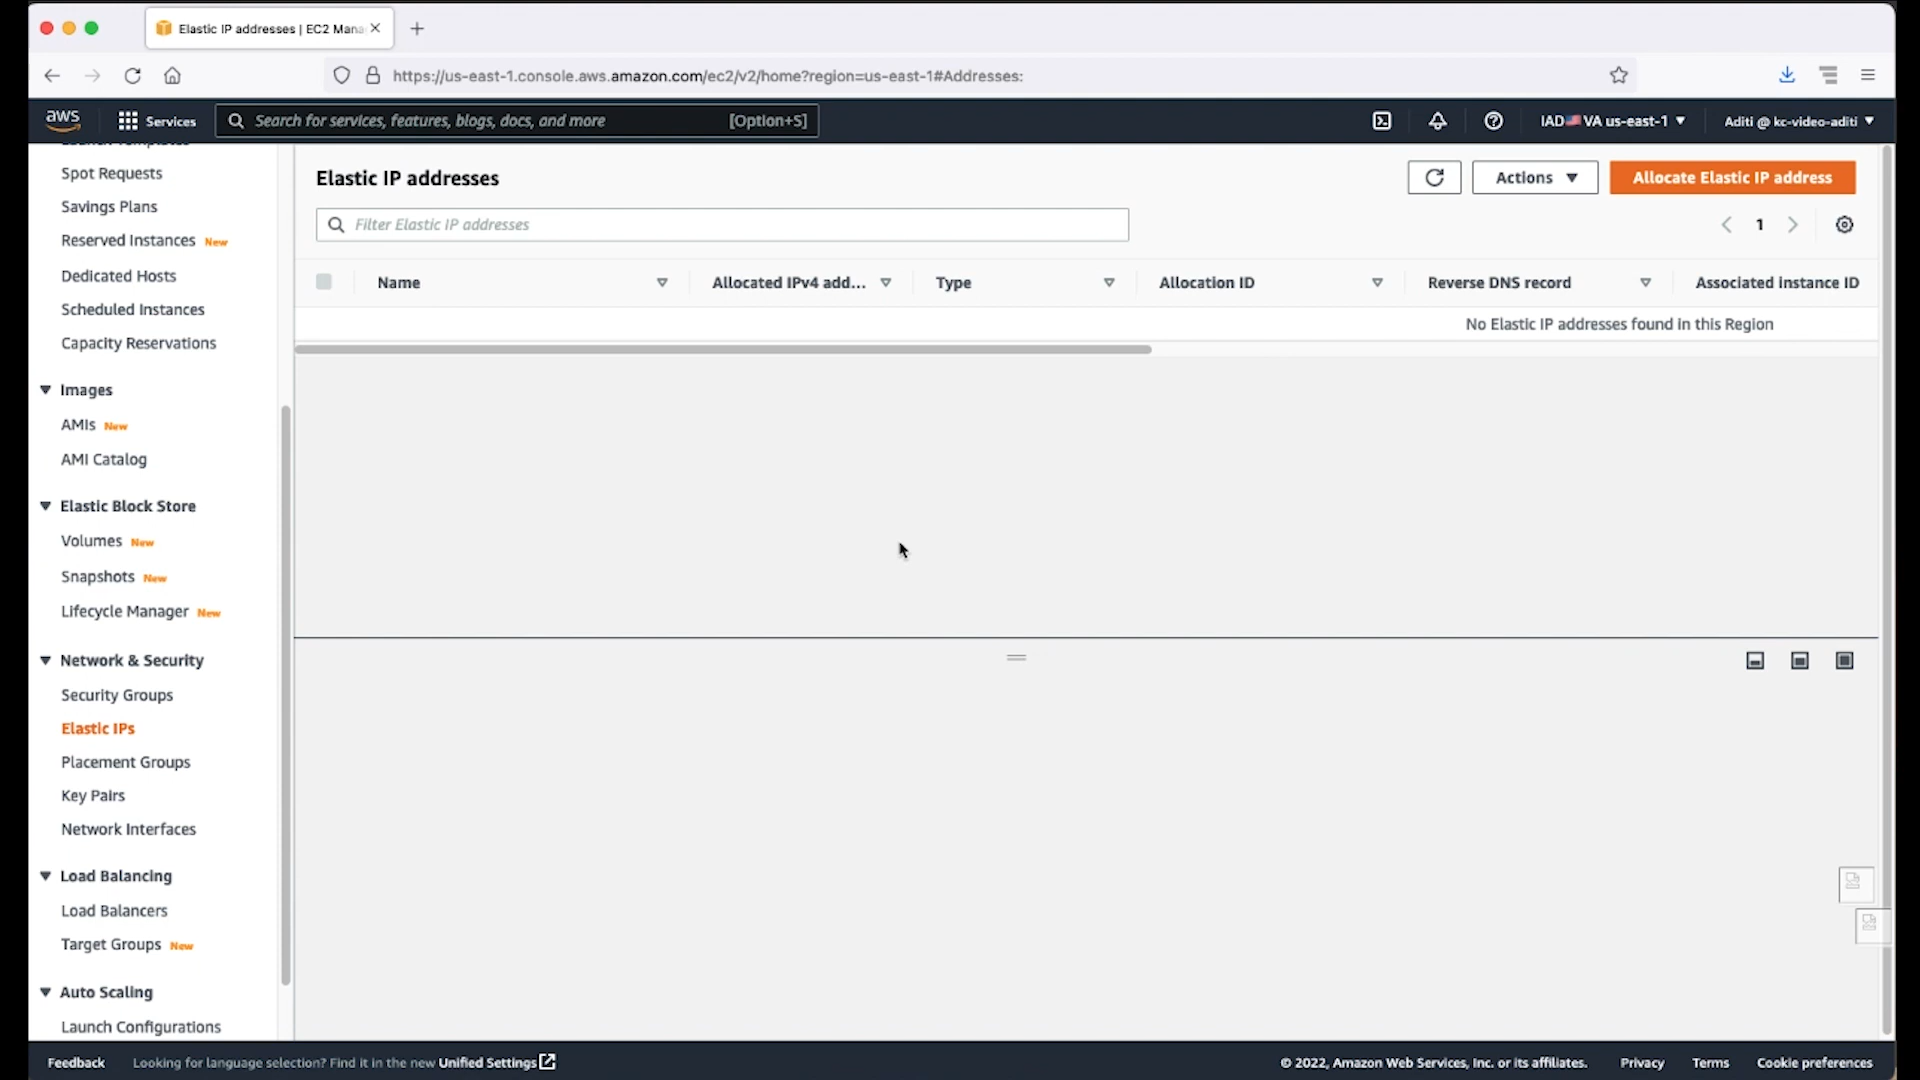 Elastic IP addresses | EC2 Mana
https://us-east-1.console.aws.amazon.com/ec2/v2/home?region=us-east-1#Addresses:
aws
Services
Search for services, features, blogs, docs, and more
[Option+S]
IAD VA us-east-1
Aditi @ kc-video-aditi
Spot Requests
Savings Plans
Reserved Instances New
Dedicated Hosts
Scheduled Instances
Capacity Reservations
Images
AMIs New
AMI Catalog
Elastic Block Store
Volumes New
Snapshots New
Lifecycle Manager New
Network & Security
Security Groups
Elastic IPs
Placement Groups
Key Pairs
Network Interfaces
Load Balancing
Load Balancers
Target Groups New
Auto Scaling
Launch Configurations
Elastic IP addresses
Actions
Allocate Elastic IP address
Filter Elastic IP addresses
1
Name
Allocated IPv4 add...
Type
Allocation ID
Reverse DNS record
Associated instance ID
No Elastic IP addresses found in this Region
Feedback
Looking for language selection? Find it in the new Unified Settings
© 2022, Amazon Web Services, Inc. or its affiliates.
Privacy
Terms
Cookie preferences